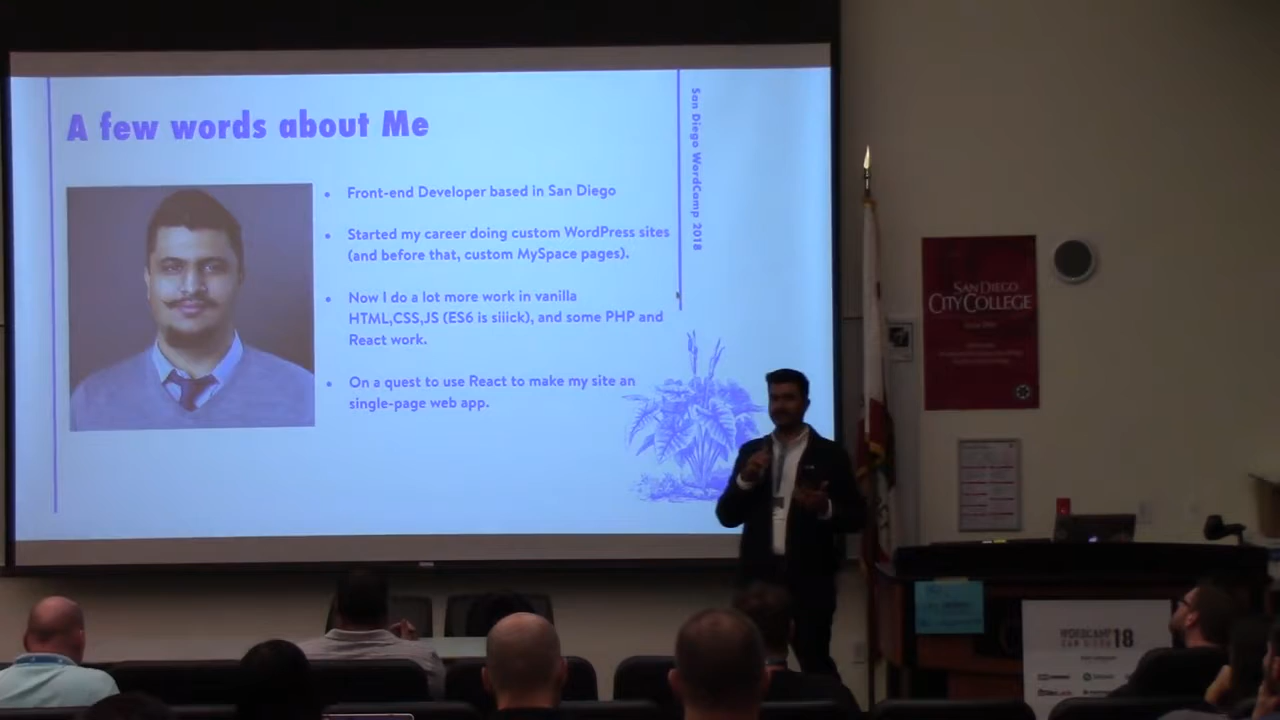 A few words about Me
Front-end Developer based in San Diego
Started my career doing custom WordPress sites
(and before that, custom MySpace pages).
Now I do a lot more work in vanilla
HTML,CSS,JS (ES6 is siiick), and some PHP and
React work.
On a quest to use React to make my site an
single-page web app.
San Diego WordCamp 2018
SAN DIEGO
CITY COLLEGE
WORDCAMP
SAN DIEGO
18